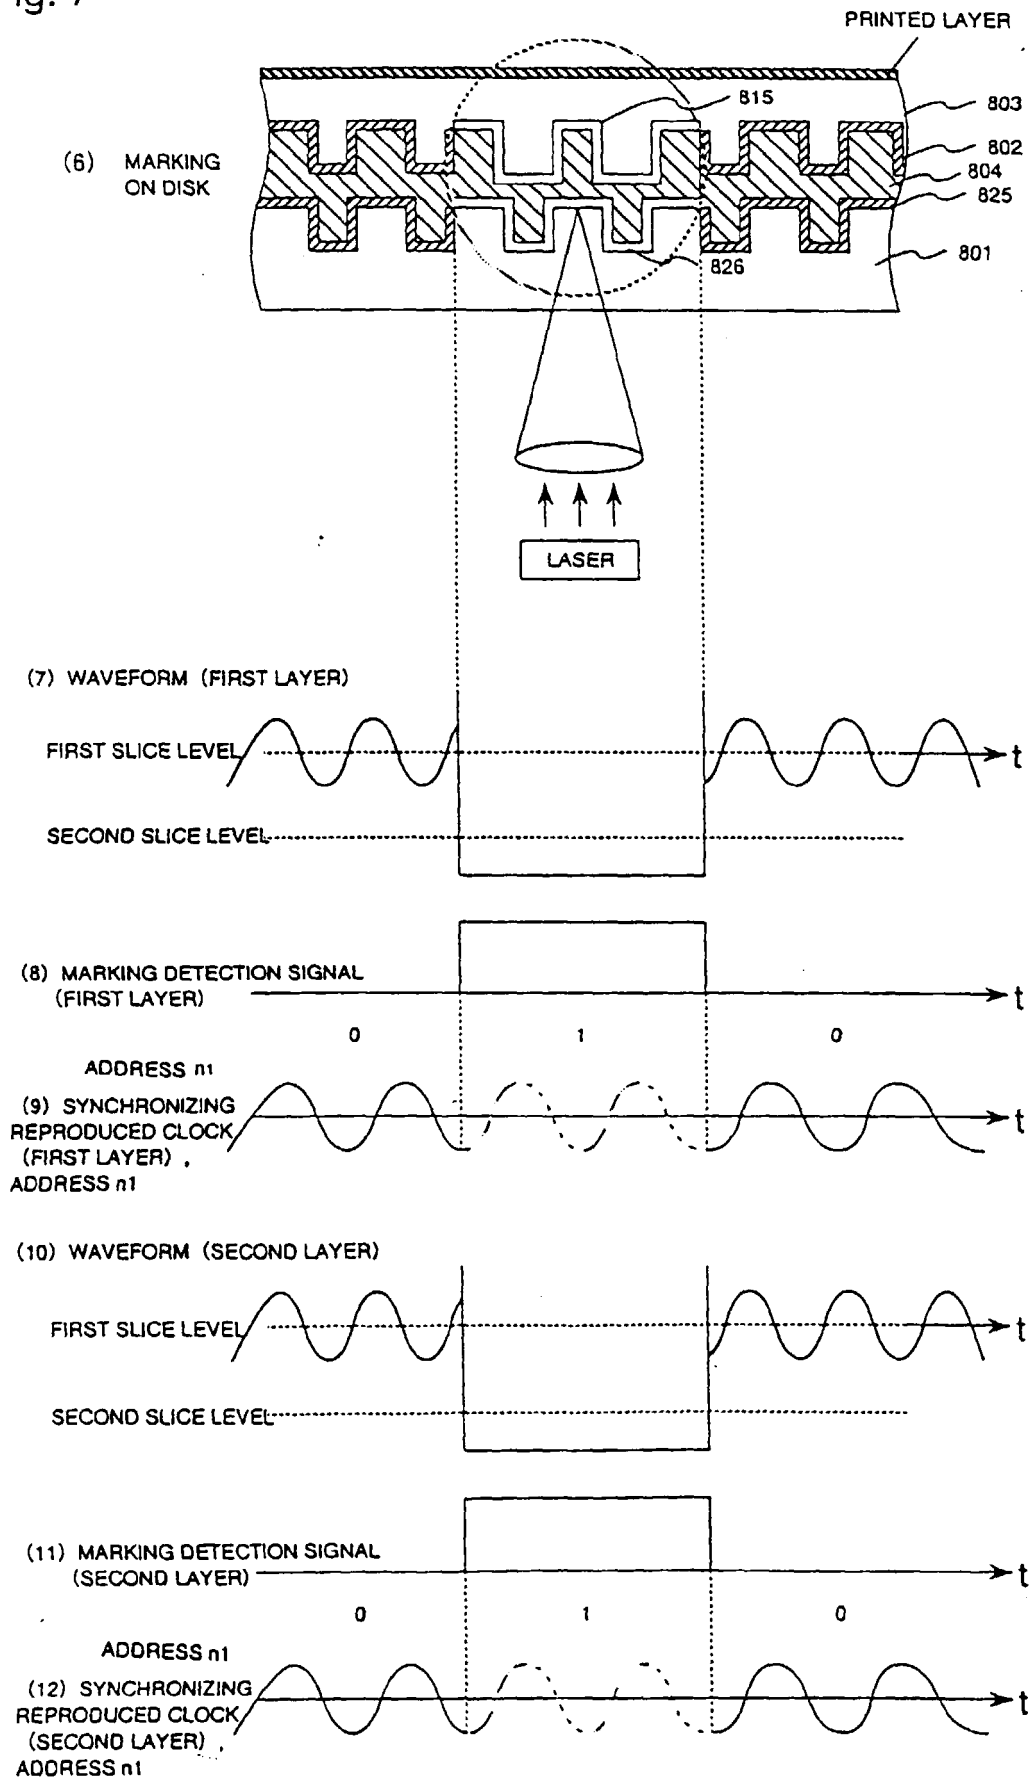 PRINTED LAYER
815
803
(6) MARKING
ON DISK
802
804
825
801
826
LASER
(7) WAVEFORM (FIRST LAYER)
FIRST SLICE LEVEL
t
SECOND SLICE LEVEL
(8) MARKING DETECTION SIGNAL
(FIRST LAYER)
t
0 1 0
ADDRESS n1
(9) SYNCHRONIZING
REPRODUCED CLOCK
(FIRST LAYER),
ADDRESS n1
t
(10) WAVEFORM (SECOND LAYER)
FIRST SLICE LEVEL
t
SECOND SLICE LEVEL
(11) MARKING DETECTION SIGNAL
(SECOND LAYER)
t
0 1 0
ADDRESS n1
(12) SYNCHRONIZING
REPRODUCED CLOCK
(SECOND LAYER),
ADDRESS n1
t